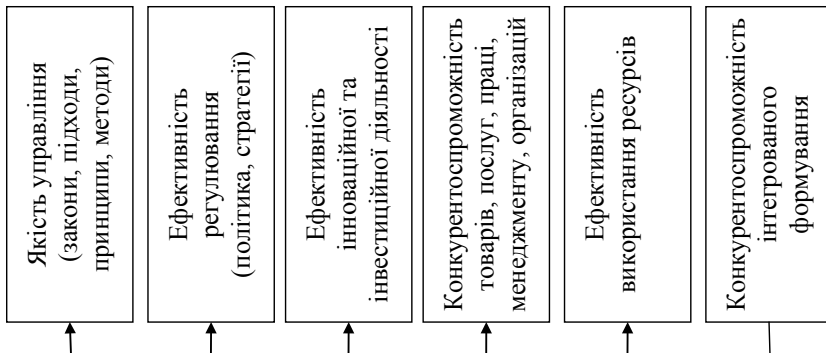 Якість управління
(закони, підходи,
принципи, методи)
Ефективність
регулювання
(політика, стратегії)
Ефективність
інноваційної та
інвестиційної діяльності
Конкурентоспроможність
товарів, послуг, праці,
менеджменту, організацій
Ефективність
використання ресурсів
Конкурентоспроможність
інтегрованого
формування